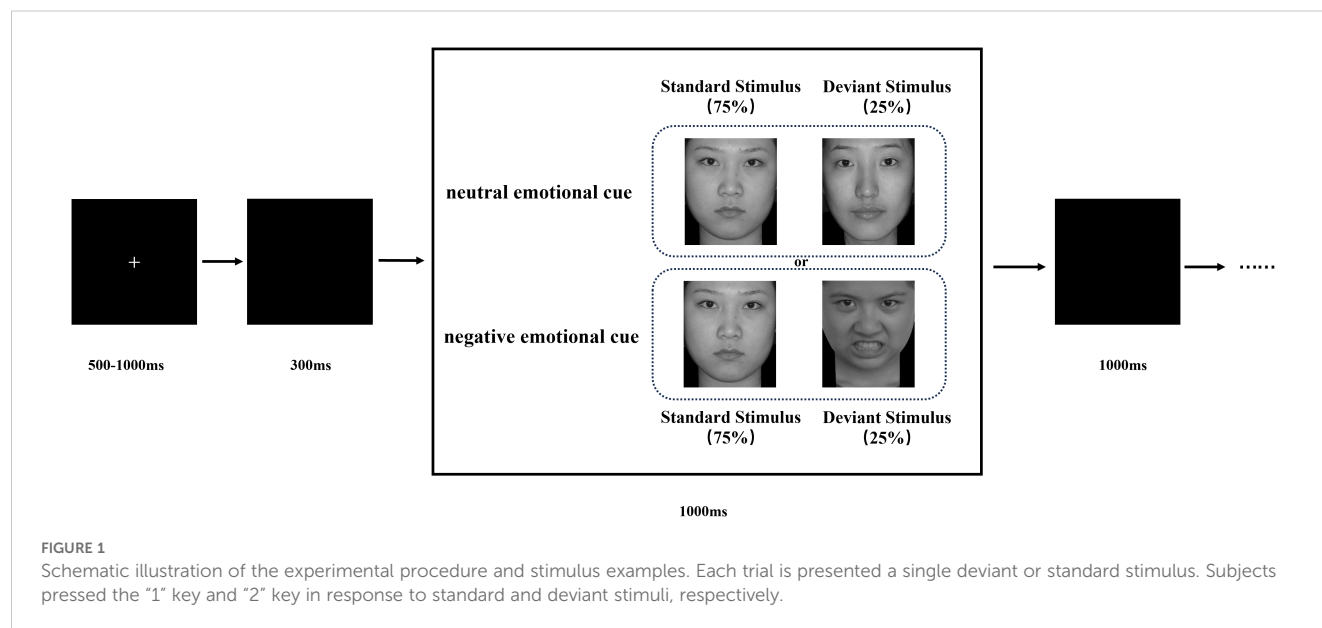 Standard Stimulus
(75%)
Deviant Stimulus
(25%)
neutral emotional cue
or
negative emotional cue
Standard Stimulus
(75%)
Deviant Stimulus
(25%)
500-1000ms
300ms
1000ms
……
1000ms
FIGURE 1
Schematic illustration of the experimental procedure and stimulus examples. Each trial is presented a single deviant or standard stimulus. Subjects
pressed the “1” key and “2” key in response to standard and deviant stimuli, respectively.